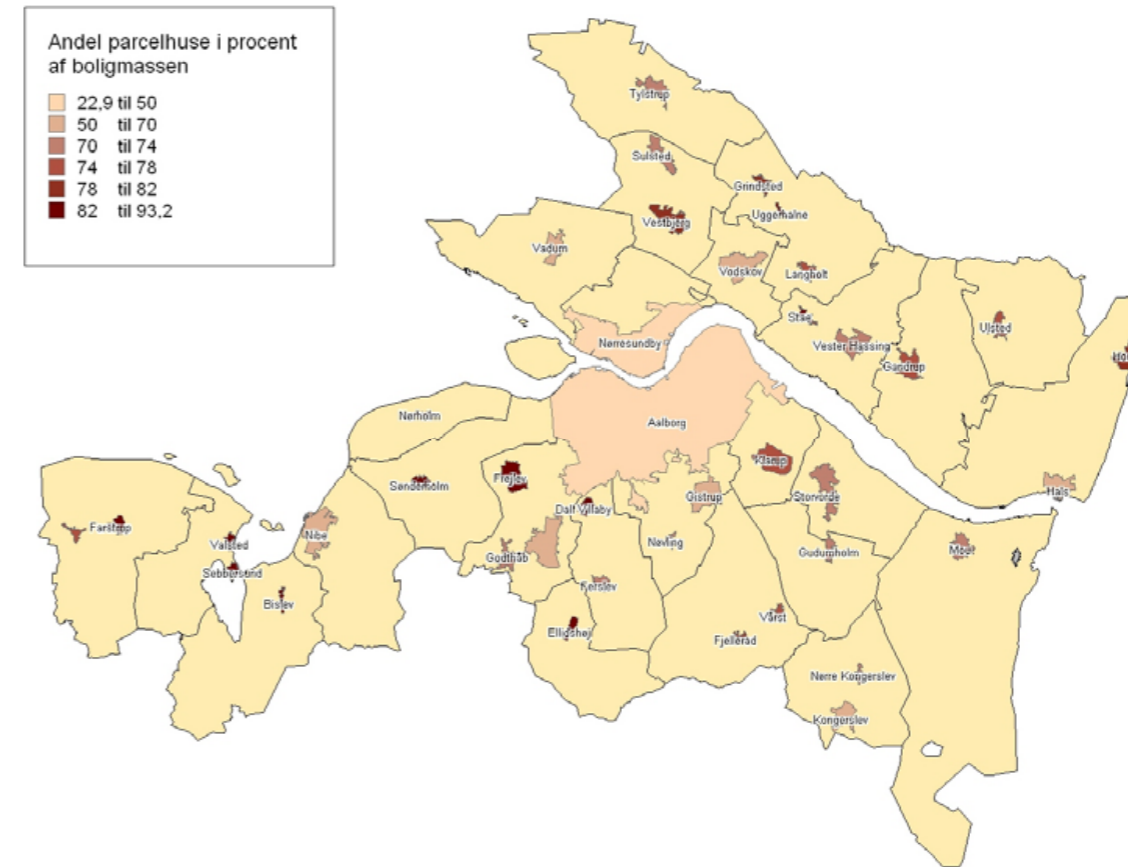 Andel parcelhuse i procent
af boligmassen
22,9 til 50
50 til 70
70 til 74
74 til 78
78 til 82
82 til 93,2
Tylstrup
Sulsted
Grindsted
Uggerhalne
Vestbjerg
Vadum
Vodskov
Langholt
Stae
Ulsted
Nørresundby
Vester Hassing
Gandrup
Nørholm
Aalborg
Klarup
Frejlev
Sønderholm
Gistrup
Storvorde
Hals
Dall Villaby
Farstrup
Nibe
Valsted
Nøvling
Godthåb
Gudumholm
Mou
Sebbersund
Ferslev
Bislev
Vårst
Ellidshøj
Fjellerad
Nørre Kongerslev
Kongerslev